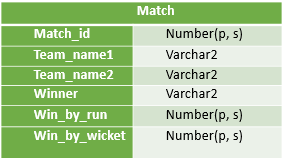 Match
Match_id Number(p, s)
Team_name1 Varchar2
Team_name2 Varchar2
Winner Varchar2
Win_by_run Number(p, s)
Win_by_wicket Number(p, s)